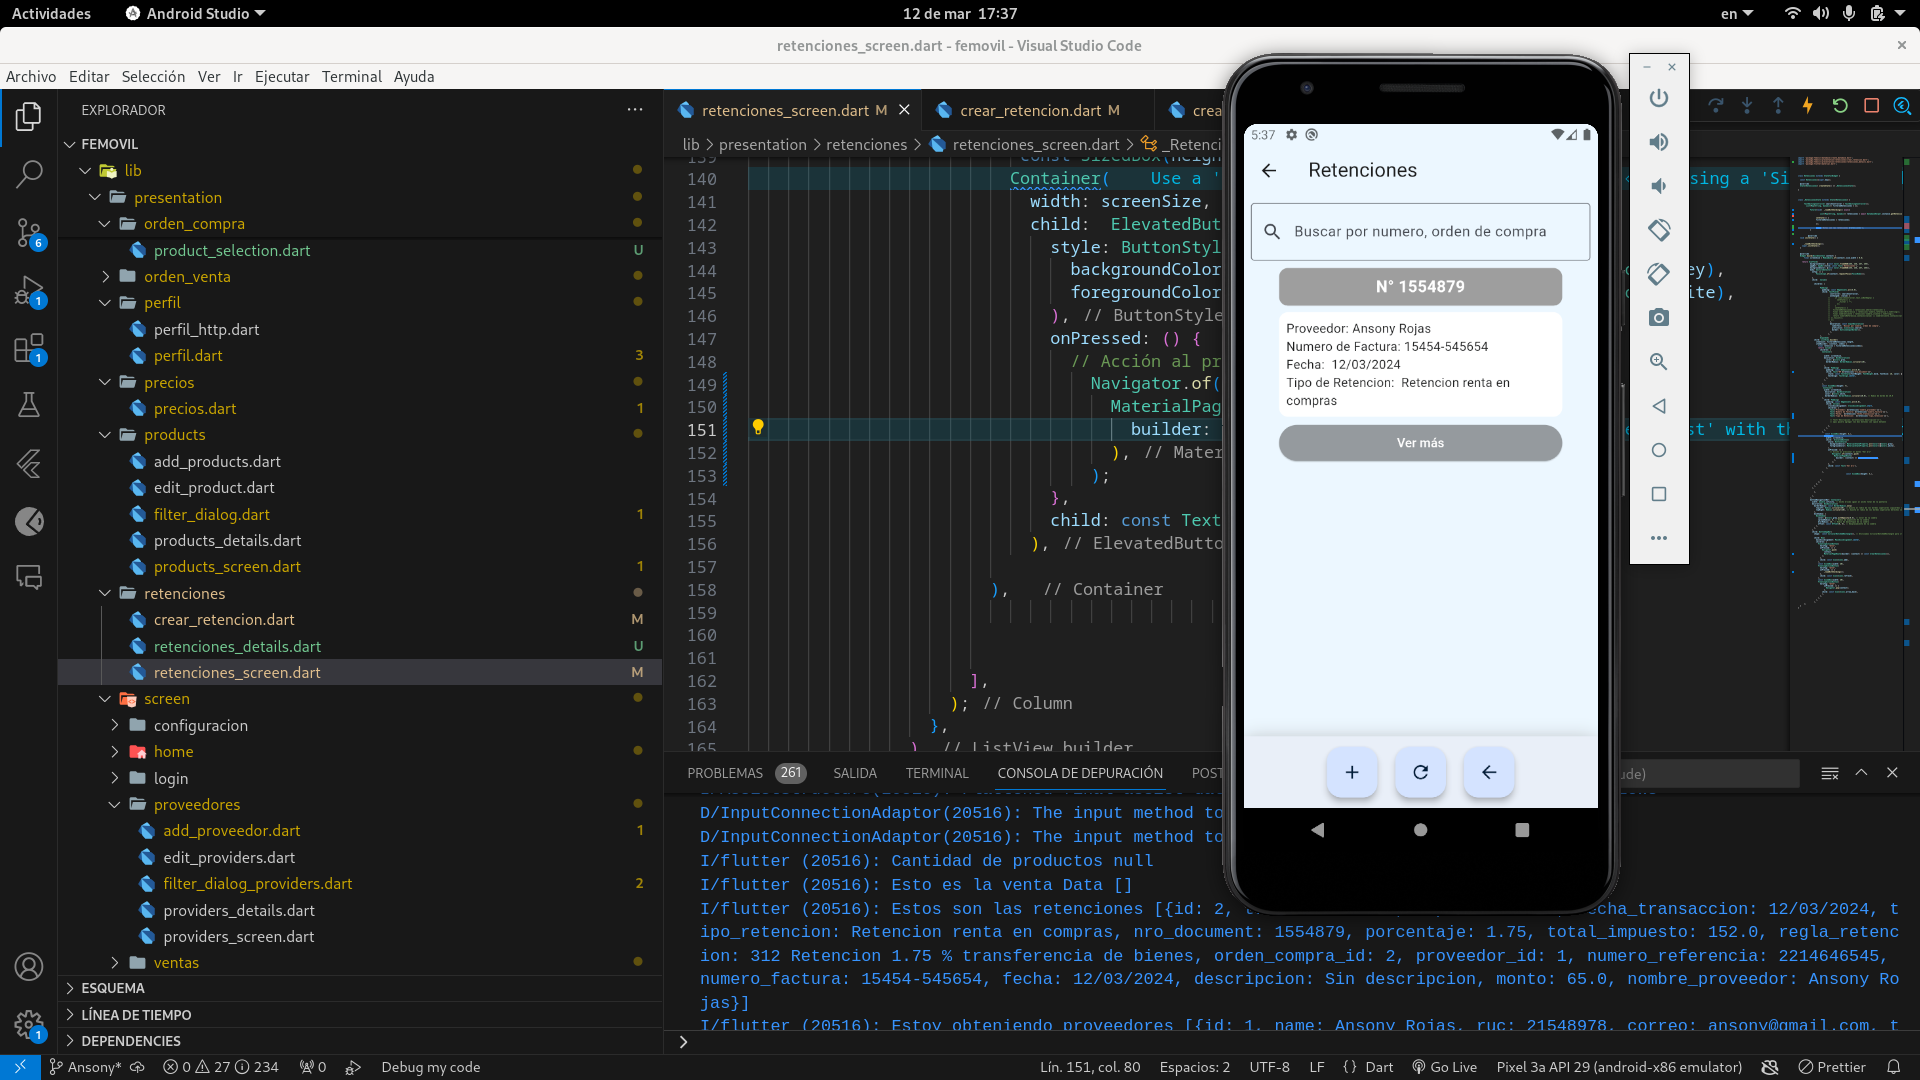 Actividades
Android Studio
12 de mar 17:37
en
retenciones_screen.dart - femovil - Visual Studio Code
Archivo Editar Selección Ver Ir Ejecutar Terminal Ayuda
EXPLORADOR
FEMOVIL
lib
presentation
orden_compra
product_selection.dart U
orden_venta
perfil
perfil_http.dart
perfil.dart 3
precios
precios.dart 1
products
add_products.dart
edit_product.dart
filter_dialog.dart 1
products_details.dart
products_screen.dart 1
retenciones
crear_retencion.dart M
retenciones_details.dart U
retenciones_screen.dart M
screen
configuracion
home
login
proveedores
add_proveedor.dart 1
edit_providers.dart
filter_dialog_providers.dart 2
providers_details.dart
providers_screen.dart
ventas
ESQUEMA
LÍNEA DE TIEMPO
DEPENDENCIES
6
1
1
1
retenciones_screen.dart M
crear_retencion.dart M
crea
lib > presentation > retenciones > retenciones_screen.dart > _Retenci
140 Container( Use a ' sing a 'Si
141 width: screenSize,
142 child: ElevatedBut
143 style: ButtonStyl
144 backgroundColor ey),
145 foregroundColor ite),
146 ), // ButtonStyle
147 onPressed: () {
148 // Acción al pr
149 Navigator.of(
150 MaterialPag
151 builder: st' with th
152 ), // Mater
153 );
154 },
155 child: const Text
156 ), // ElevatedButto
157
158 ), // Container
159
160
161
162 ],
163 ); // Column
164 },
165 ) // ListView.builder
5:37
Retenciones
Buscar por numero, orden de compra
N° 1554879
Proveedor: Ansony Rojas
Numero de Factura: 15454-545654
Fecha: 12/03/2024
Tipo de Retencion: Retencion renta en
compras
Ver más
PROBLEMAS 261 SALIDA TERMINAL CONSOLA DE DEPURACIÓN POST
ude)
D/InputConnectionAdaptor(20516): The input method to
D/InputConnectionAdaptor(20516): The input method to
I/flutter (20516): Cantidad de productos null
I/flutter (20516): Esto es la venta Data []
I/flutter (20516): Estos son las retenciones [{id: 2, echa_transaccion: 12/03/2024, t
ipo_retencion: Retencion renta en compras, nro_document: 1554879, porcentaje: 1.75, total_impuesto: 152.0, regla_reten
cion: 312 Retencion 1.75 % transferencia de bienes, orden_compra_id: 2, proveedor_id: 1, numero_referencia: 2214646545,
numero_factura: 15454-545654, fecha: 12/03/2024, descripcion: Sin descripcion, monto: 65.0, nombre_proveedor: Ansony Ro
jas}]
I/flutter (20516): Estoy obteniendo proveedores [{id: 1, name: Ansony Rojas, ruc: 21548978, correo: ansony@gmail.com, t
Ansony* 0 27 234 0 Debug my code
Lín. 151, col. 80 Espacios: 2 UTF-8 LF { } Dart Go Live Pixel 3a API 29 (android-x86 emulator) Prettier